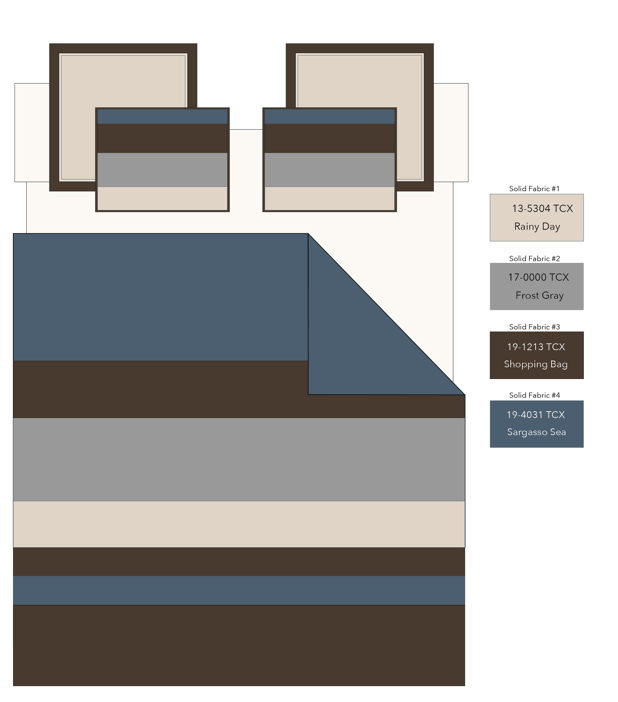 Solid Fabric #1
13-5304 TCX
Rainy Day
Solid Fabric #2
17-0000 TCX
Frost Gray
Solid Fabric #3
19-1213 TCX
Shopping Bag
Solid Fabric #4
19-4031 TCX
Sargasso Sea